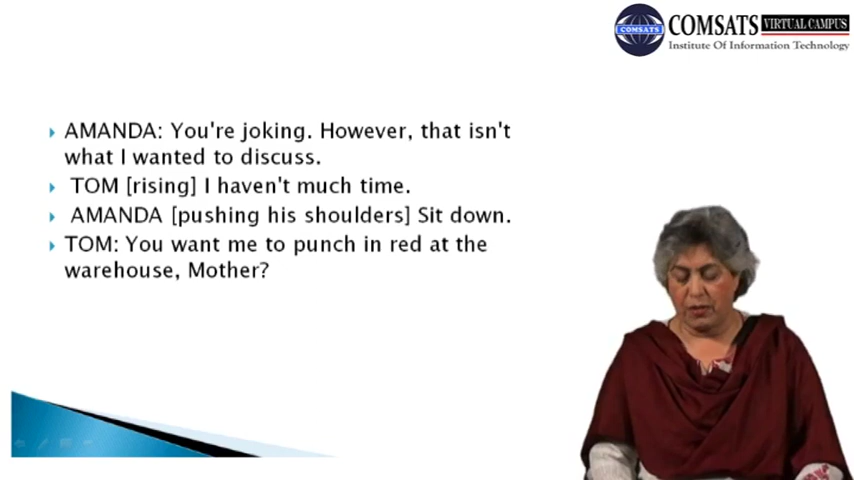 COMSATS
COMSATS VIRTUAL CAMPUS
Institute Of Information Technology
AMANDA: You're joking. However, that isn't
what I wanted to discuss.
TOM [rising] I haven't much time.
AMANDA [pushing his shoulders] Sit down.
TOM: You want me to punch in red at the
warehouse, Mother?